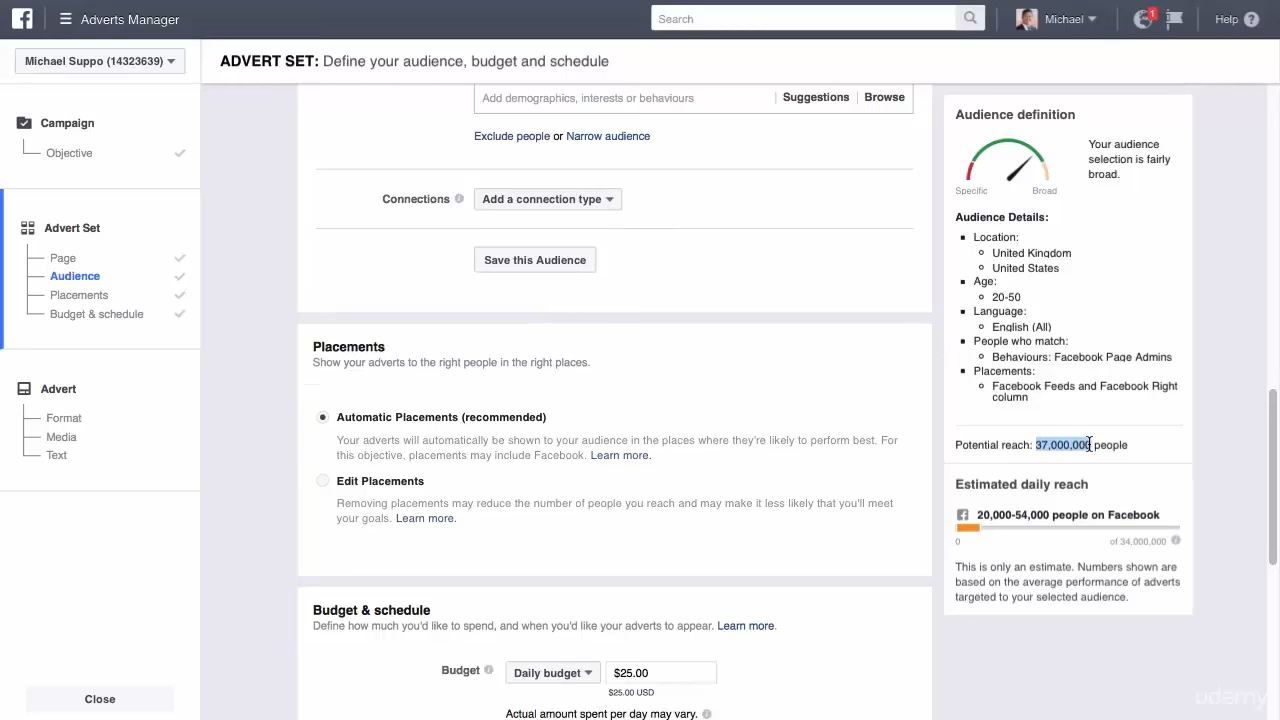 Adverts Manager
Search
Michael
1
Help
Michael Suppo (14323639)
ADVERT SET: Define your audience, budget and schedule
Campaign
Objective
Advert Set
Page
Audience
Placements
Budget & schedule
Advert
Format
Media
Text
Close
Add demographics, interests or behaviours
Suggestions
Browse
Exclude people or Narrow audience
Connections
Add a connection type
Save this Audience
Placements
Show your adverts to the right people in the right places.
Automatic Placements (recommended)
Your adverts will automatically be shown to your audience in the places where they're likely to perform best. For
this objective, placements may include Facebook. Learn more.
Edit Placements
Removing placements may reduce the number of people you reach and may make it less likely that you'll meet
your goals. Learn more.
Budget & schedule
Define how much you'd like to spend, and when you'd like your adverts to appear. Learn more.
Budget
Daily budget
$25.00
$25.00 USD
Actual amount spent per day may vary.
Audience definition
Your audience
selection is fairly
broad.
Specific
Broad
Audience Details:
Location:
United Kingdom
United States
Age:
20-50
Language:
English (All)
People who match:
Behaviours: Facebook Page Admins
Placements:
Facebook Feeds and Facebook Right
column
Potential reach: 37,000,000 people
Estimated daily reach
20,000-54,000 people on Facebook
0
of 34,000,000
This is only an estimate. Numbers shown are
based on the average performance of adverts
targeted to your selected audience.
udemy